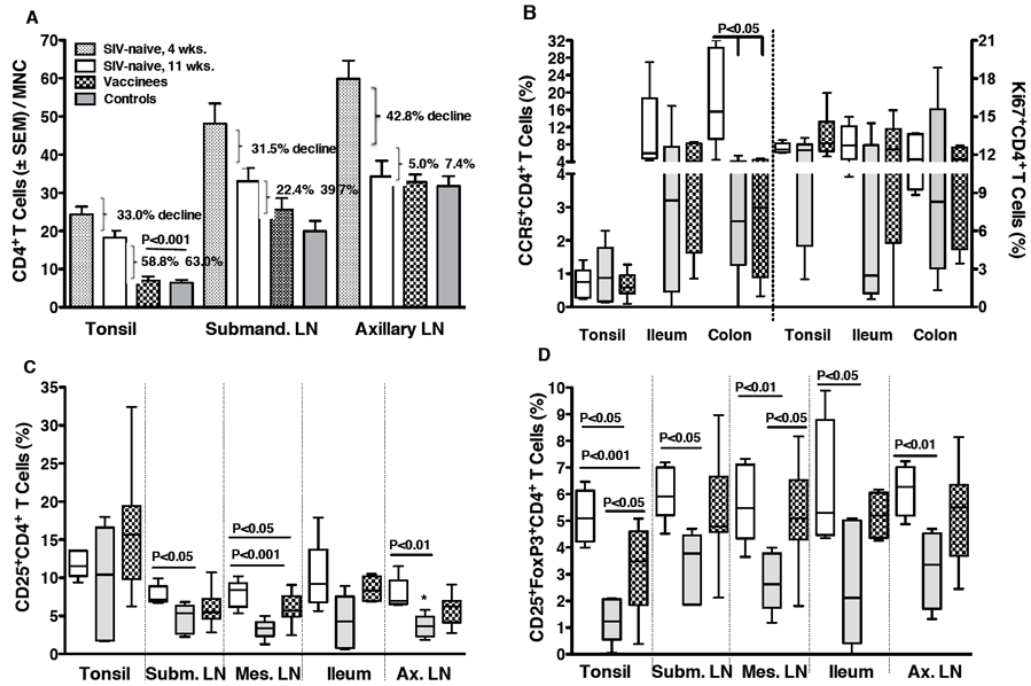 A
CD4⁺T Cells (± SEM) / MNC
70
60
50
40
30
20
10
0
SIV-naive, 4 wks.
SIV-naive, 11 wks.
Vaccinees
Controls
42.8% decline
31.5% decline
5.0% 7.4%
22.4% 39.7%
33.0% decline
P<0.001
58.8% 63.0%
Tonsil Submand. LN Axillary LN
B
CCR5⁺CD4⁺T Cells (%)
32
28
24
20
16
12
8
4
3
2
1
0
P<0.05
21
18
15
12
9
6
3
0
Ki67⁺CD4⁺T Cells (%)
Tonsil Ileum Colon Tonsil Ileum Colon
C
CD25⁺CD4⁺ T Cells (%)
35
30
25
20
15
10
5
0
P<0.05
P<0.05
P<0.001
P<0.01
*
Tonsil Subm. LN Mes. LN Ileum Ax. LN
D
CD25⁺FoxP3⁺CD4⁺ T Cells (%)
10
9
8
7
6
5
4
3
2
1
0
P<0.05
P<0.001
P<0.05
P<0.05
P<0.01
P<0.05
P<0.05
P<0.01
Tonsil Subm. LN Mes. LN Ileum Ax. LN